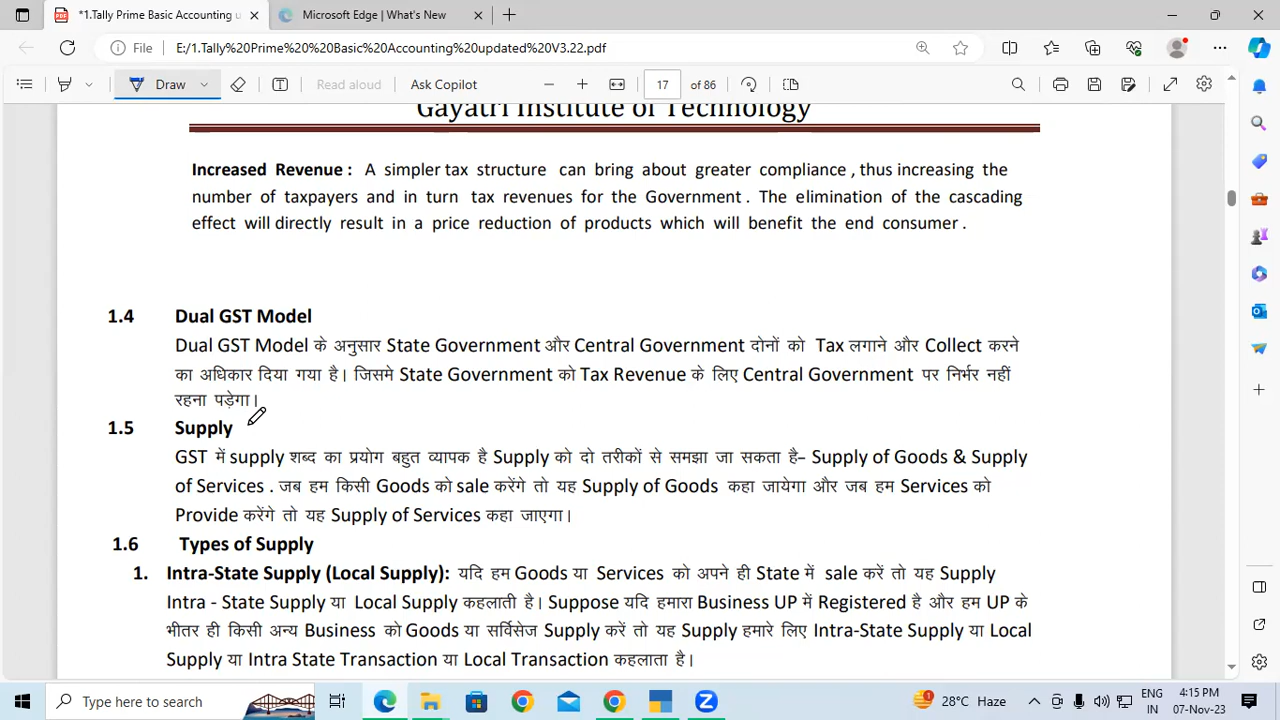 *1.Tally Prime Basic Accounting u
Microsoft Edge | What's New
File
E:/1.Tally%20Prime%20%20Basic%20Accounting%20updated%20V3.22.pdf
Draw
Read aloud
Ask Copilot
17
of 86
Gayatri Institute of Technology
Increased Revenue : A simpler tax structure can bring about greater compliance , thus increasing the
number of taxpayers and in turn tax revenues for the Government . The elimination of the cascading
effect will directly result in a price reduction of products which will benefit the end consumer .
1.4 Dual GST Model
Dual GST Model के अनुसार State Government और Central Government दोनों को Tax लगाने और Collect करने
का अधिकार दिया गया है। जिसमे State Government को Tax Revenue के लिए Central Government पर निर्भर नहीं
रहना पड़ेगा।
1.5 Supply
GST में supply शब्द का प्रयोग बहुत व्यापक है Supply को दो तरीकों से समझा जा सकता है– Supply of Goods & Supply
of Services . जब हम किसी Goods को sale करेंगे तो यह Supply of Goods कहा जायेगा और जब हम Services को
Provide करेंगे तो यह Supply of Services कहा जाएगा।
1.6 Types of Supply
1. Intra-State Supply (Local Supply): यदि हम Goods या Services को अपने ही State में sale करें तो यह Supply
Intra - State Supply या Local Supply कहलाती है। Suppose यदि हमारा Business UP में Registered है और हम UP के
भीतर ही किसी अन्य Business को Goods या सर्विसेज Supply करें तो यह Supply हमारे लिए Intra-State Supply या Local
Supply या Intra State Transaction या Local Transaction कहलाता है।
Type here to search
1
28°C Haze
ENG
IN
4:15 PM
07-Nov-23